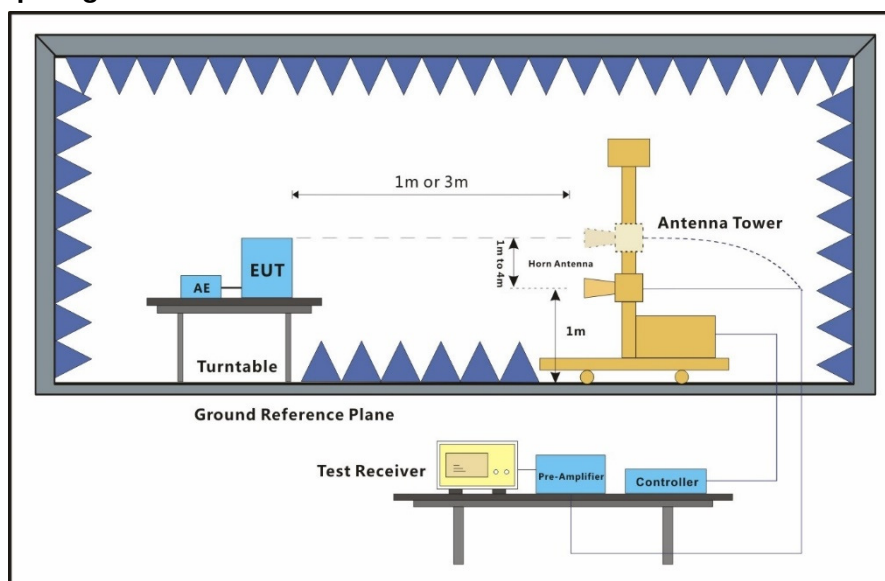 1m or 3m
Antenna Tower
1m to 4m
Horn Antenna
EUT
AE
1m
Turntable
Ground Reference Plane
Test Receiver
Pre-Amplifier
Controller